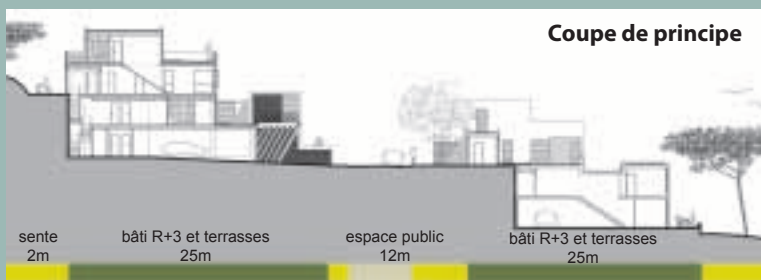 Coupe de principe
sente
2m
bâti R+3 et terrasses
25m
espace public
12m
bâti R+3 et terrasses
25m